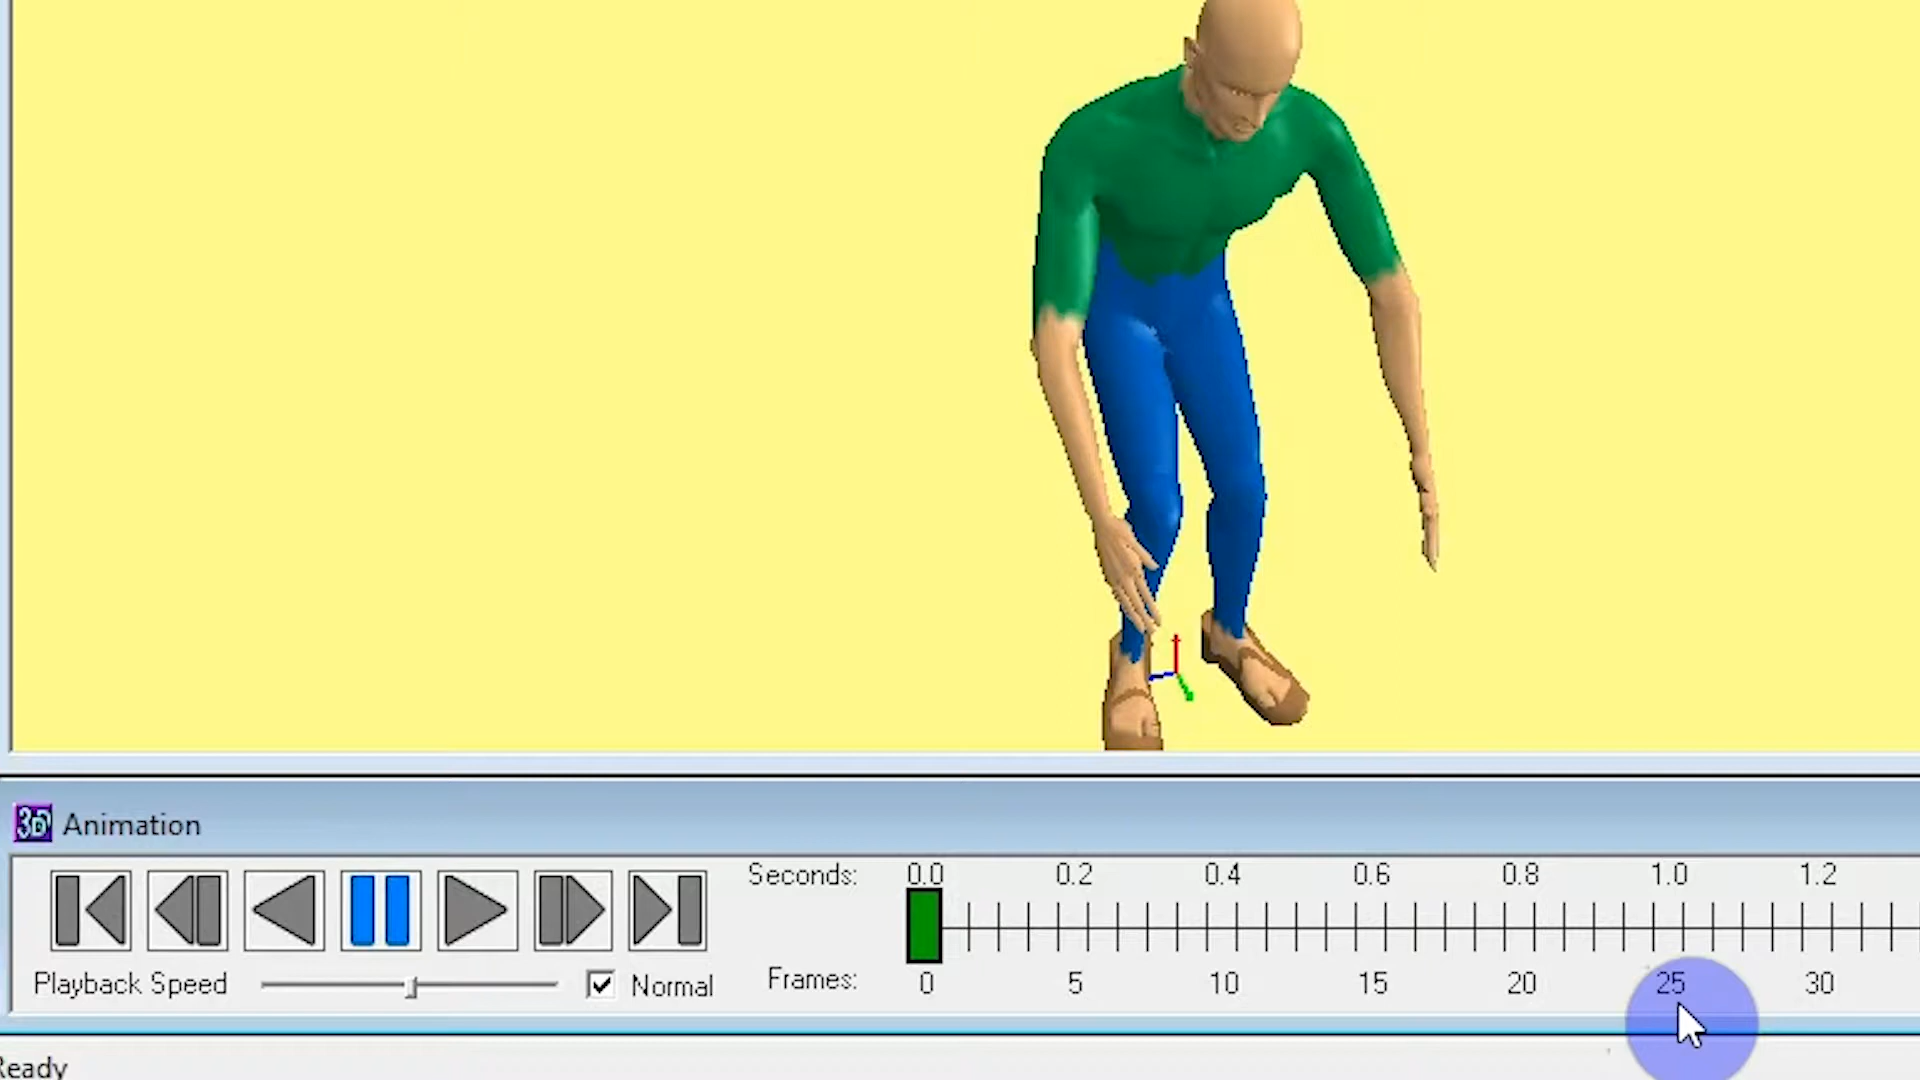 3D Animation
Seconds: 0.0 0.2 0.4 0.6 0.8 1.0 1.2
Playback Speed Normal Frames: 0 5 10 15 20 25 30
Ready